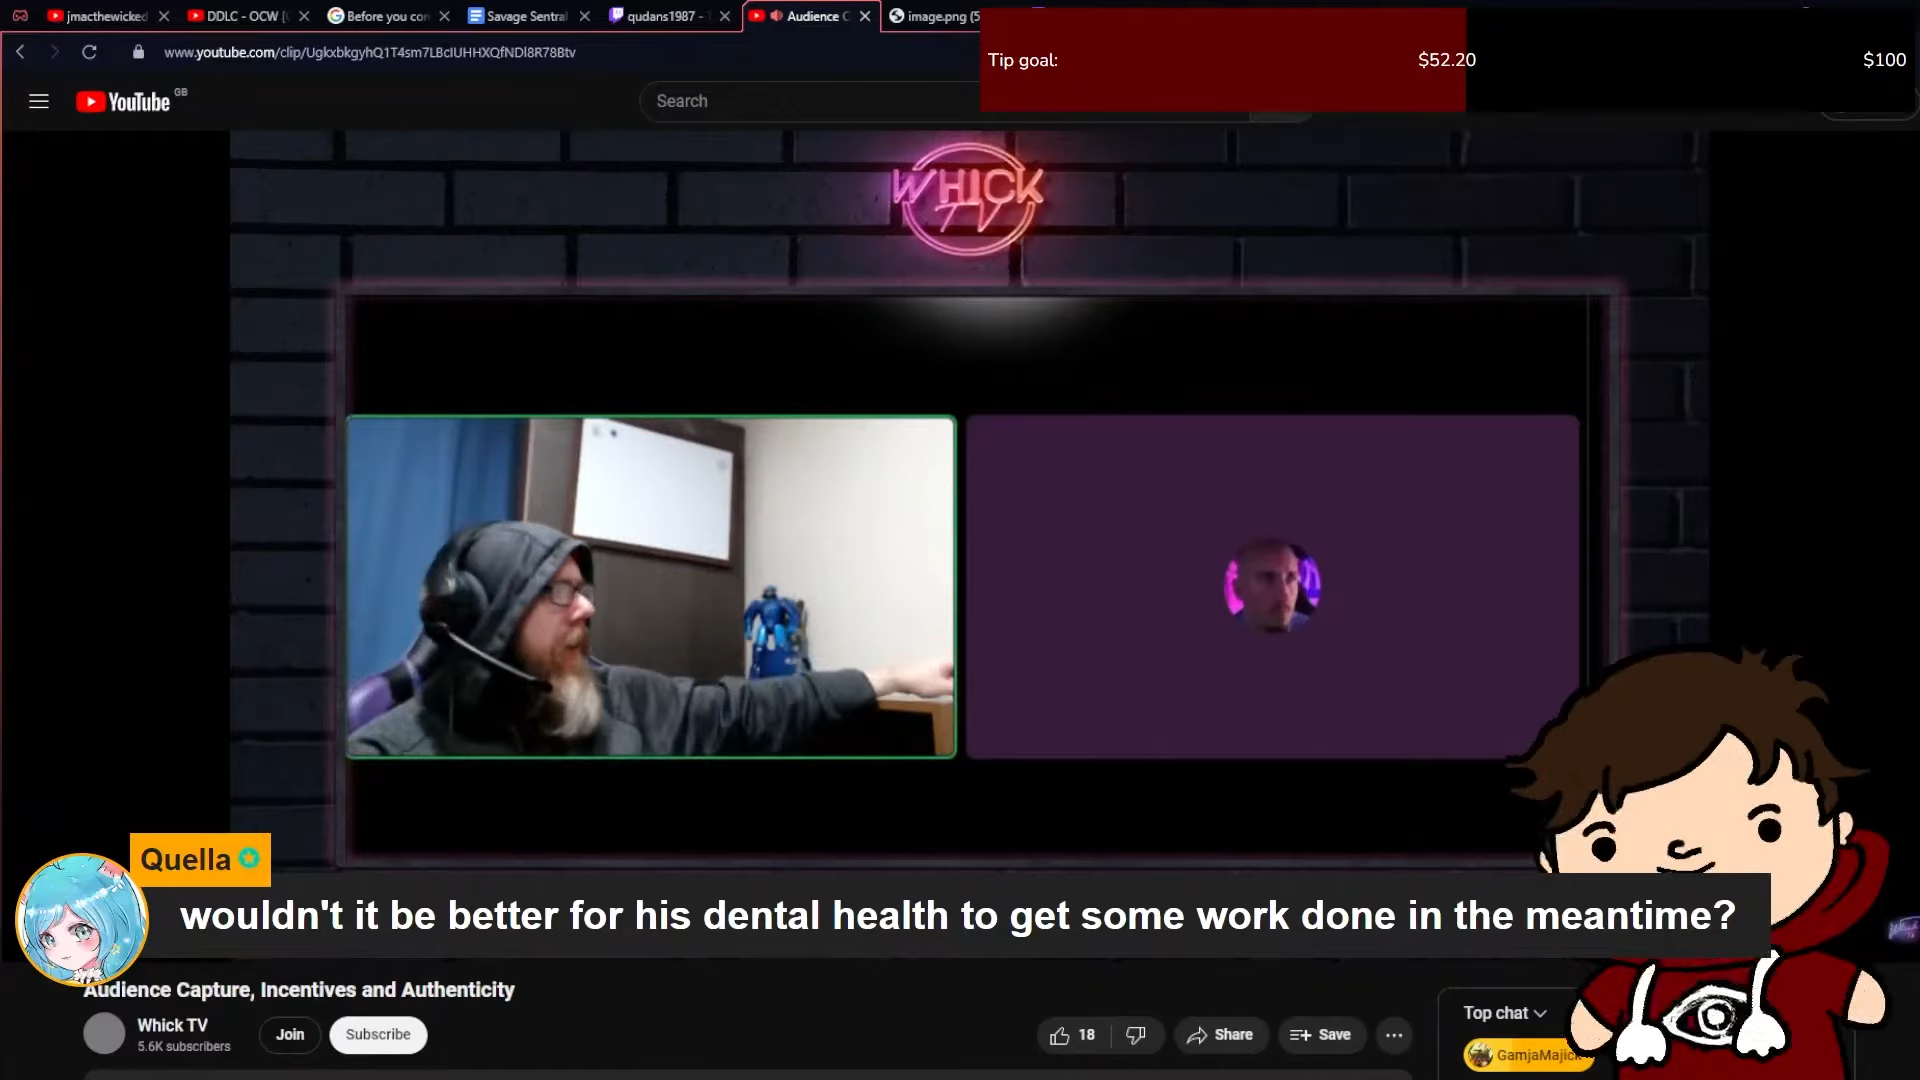 jmacthewicked
DDLC - OCW [
Before you con
Savage Sentral
qudans1987 - T
Audience C
image.png (5
www.youtube.com/clip/UgkxbkgyhQ1T4sm7LBcIUHHXQfNDl8R78Btv
Tip goal:
$52.20
$100
YouTube
GB
Search
WHICK
TV
Quella
wouldn't it be better for his dental health to get some work done in the meantime?
Audience Capture, Incentives and Authenticity
Whick TV
5.6K subscribers
Join
Subscribe
18
Share
Save
Top chat
GamjaMajick